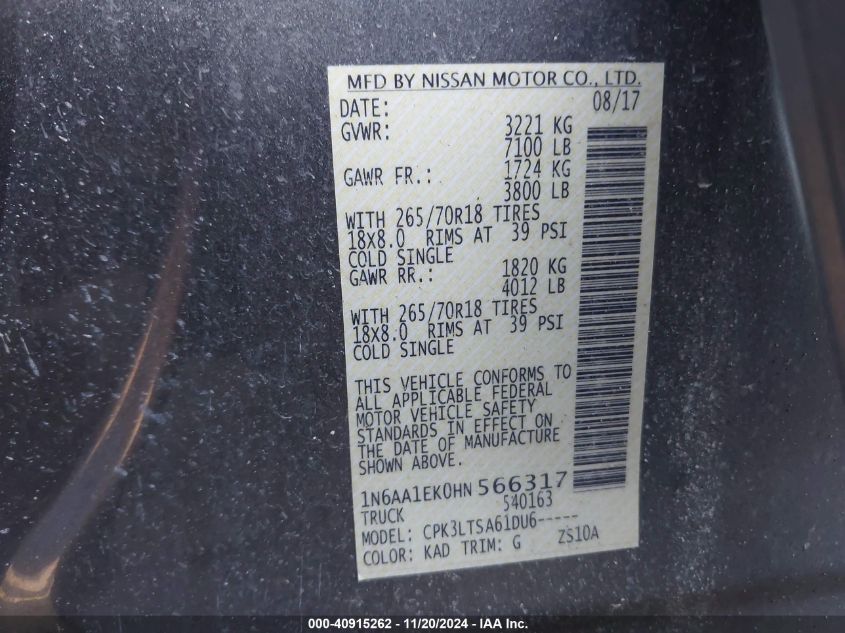 MFD BY NISSAN MOTOR CO., LTD.
DATE: 08/17
GVWR: 3221 KG
7100 LB
GAWR FR.: 1724 KG
3800 LB
WITH 265/70R18 TIRES
18X8.0 RIMS AT 39 PSI
COLD SINGLE
GAWR RR.: 1820 KG
4012 LB
WITH 265/70R18 TIRES
18X8.0 RIMS AT 39 PSI
COLD SINGLE
THIS VEHICLE CONFORMS TO
ALL APPLICABLE FEDERAL
MOTOR VEHICLE SAFETY
STANDARDS IN EFFECT ON
THE DATE OF MANUFACTURE
SHOWN ABOVE.
1N6AA1EK0HN 566317
TRUCK 540163
MODEL: CPK3LTSA61DU6-----
COLOR: KAD TRIM: G ZS10A
000-40915262 - 11/20/2024 - IAA Inc.